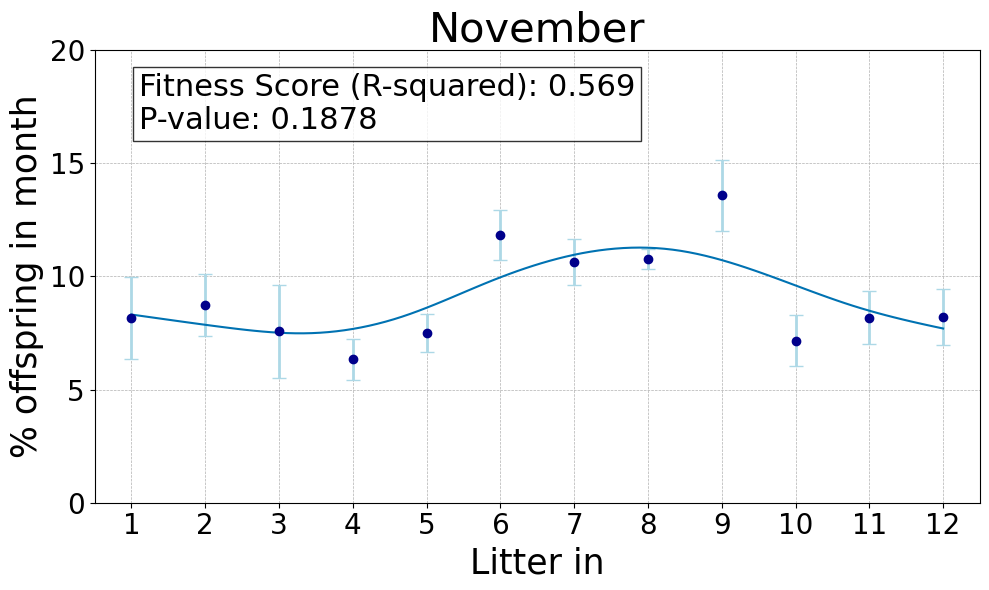 November
Fitness Score (R-squared): 0.569
P-value: 0.1878
% offspring in month
20
15
10
5
0
1 2 3 4 5 6 7 8 9 10 11 12
Litter in